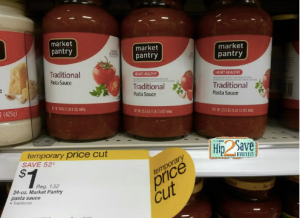 market
pantry
Traditional
Pasta Sauce
market
pantry
HEART HEALTHY
Traditional
Pasta Sauce
market
pantry
HEART HEALTHY
Traditional
Pasta Sauce
Hip2Save
temporary price cut
SAVE 52¢
$1
Reg. 1.52
24-oz. Market Pantry
pasta sauce
temporary
price
cut